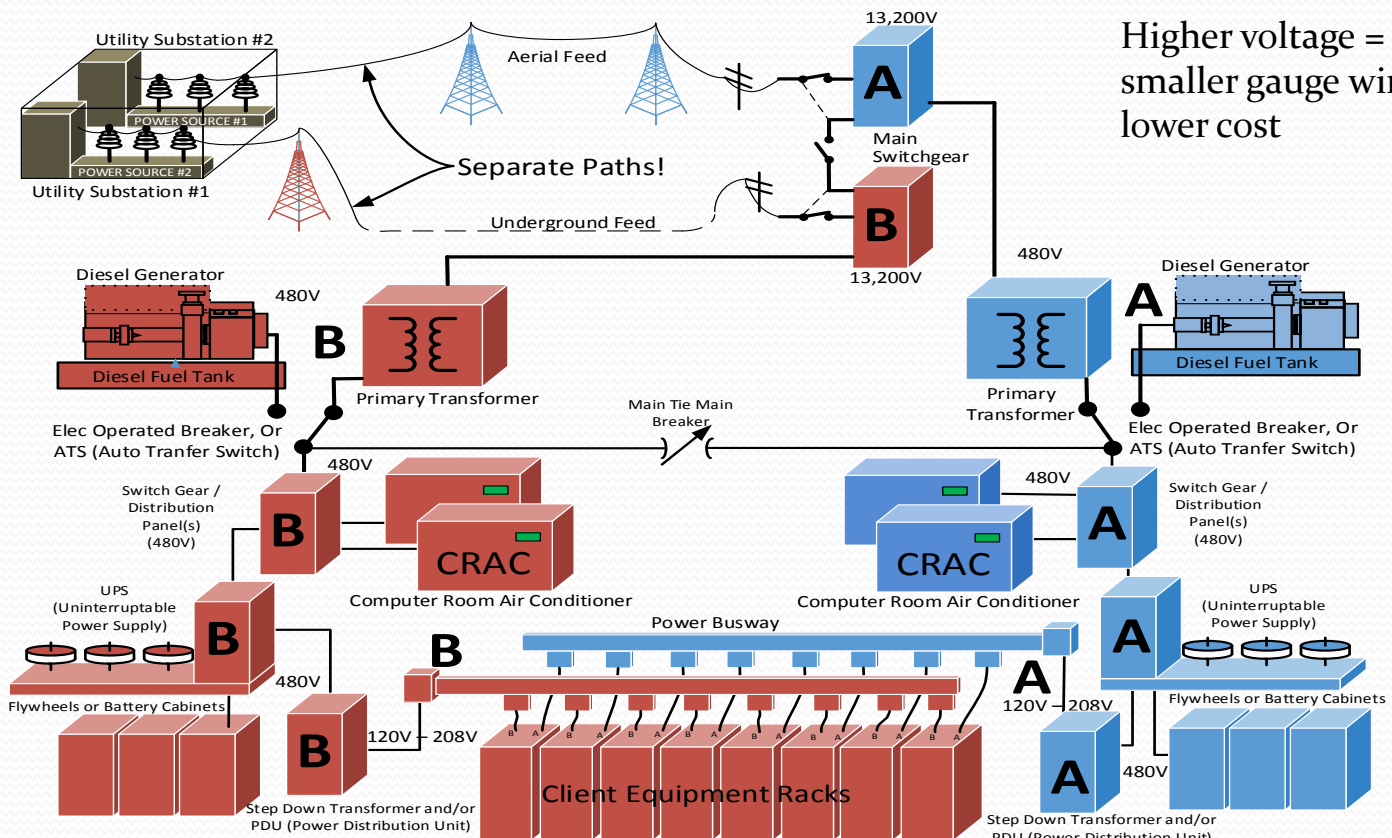 13,200V
Higher voltage =
smaller gauge wir
lower cost
Utility Substation #2
Aerial Feed
A
POWER SOURCE #1
POWER SOURCE #2
Utility Substation #1
Separate Paths!
Main
Switchgear
Underground Feed
B
13,200V
480V
Diesel Generator
480V
Diesel Fuel Tank
B
Primary Transformer
Diesel Generator
A
Diesel Fuel Tank
Primary
Transformer
Elec Operated Breaker, Or
ATS (Auto Tranfer Switch)
Main Tie Main
Breaker
Elec Operated Breaker, Or
ATS (Auto Tranfer Switch)
480V
Switch Gear /
Distribution
Panel(s)
(480V)
B
CRAC
Computer Room Air Conditioner
480V
CRAC
Computer Room Air Conditioner
A
Switch Gear /
Distribution
Panel(s)
(480V)
UPS
(Uninterruptable
Power Supply)
B
480V
Flywheels or Battery Cabinets
B
120V – 208V
Step Down Transformer and/or
PDU (Power Distribution Unit)
Power Busway
B
A
B A B A B A B A B A B A B A B A
Client Equipment Racks
UPS
(Uninterruptable
Power Supply)
A
Flywheels or Battery Cabinets
120V – 208V
A
480V
Step Down Transformer and/or
PDU (Power Distribution Unit)